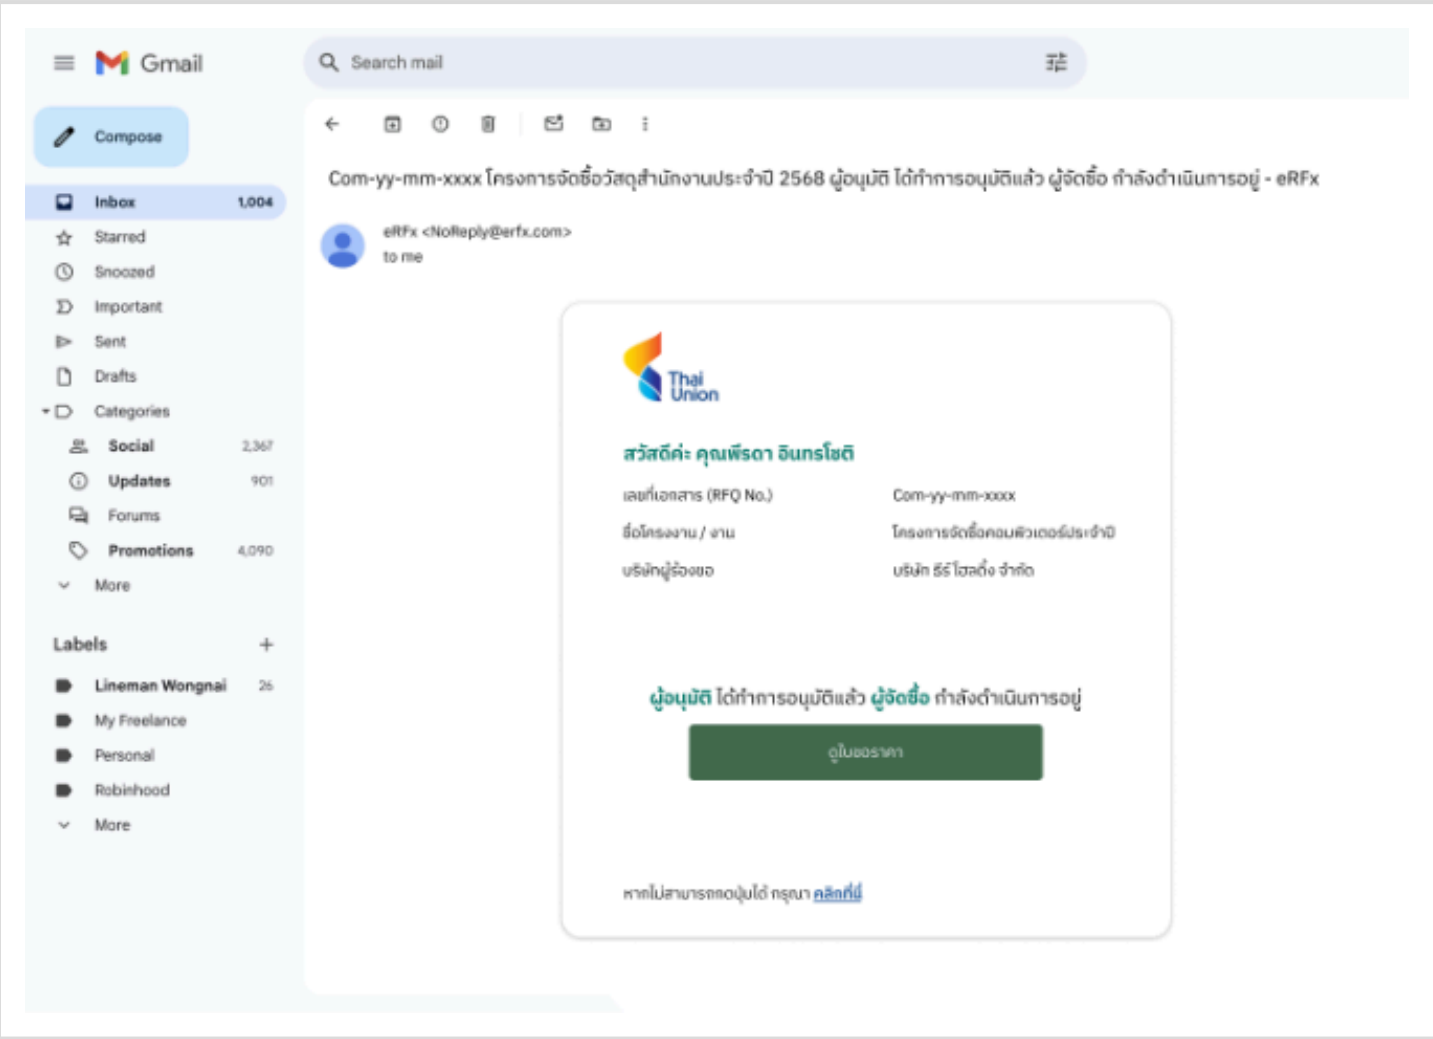 Gmail
Search mail
Compose
Inbox 1,004
Starred
Snoozed
Important
Sent
Drafts
Categories
Social 2,367
Updates 901
Forums
Promotions 4,090
More
Labels +
Lineman Wongnai 26
My Freelance
Personal
Robinhood
More
Com-yy-mm-xxxx โครงการจัดซื้อวัสดุสำนักงานประจำปี 2568 ผู้อนุมัติ ได้ทำการอนุมัติแล้ว ผู้จัดซื้อ กำลังดำเนินการอยู่ - eRFx
eRFx <NoReply@erfx.com>
to me
Thai
Union
สวัสดีค่ะ คุณพีรดา อินทรโชติ
เลขที่เอกสาร (RFQ No.) Com-yy-mm-xxxx
ชื่อโครงงาน / งาน โครงการจัดซื้อคอมพิวเตอร์ประจำปี
บริษัทผู้ร้องขอ บริษัท ธีร์ โฮลดิ้ง จำกัด
ผู้อนุมัติ ได้ทำการอนุมัติแล้ว ผู้จัดซื้อ กำลังดำเนินการอยู่
ดูใบขอราคา
หากไม่สามารถกดปุ่มได้ กรุณา คลิกที่นี่